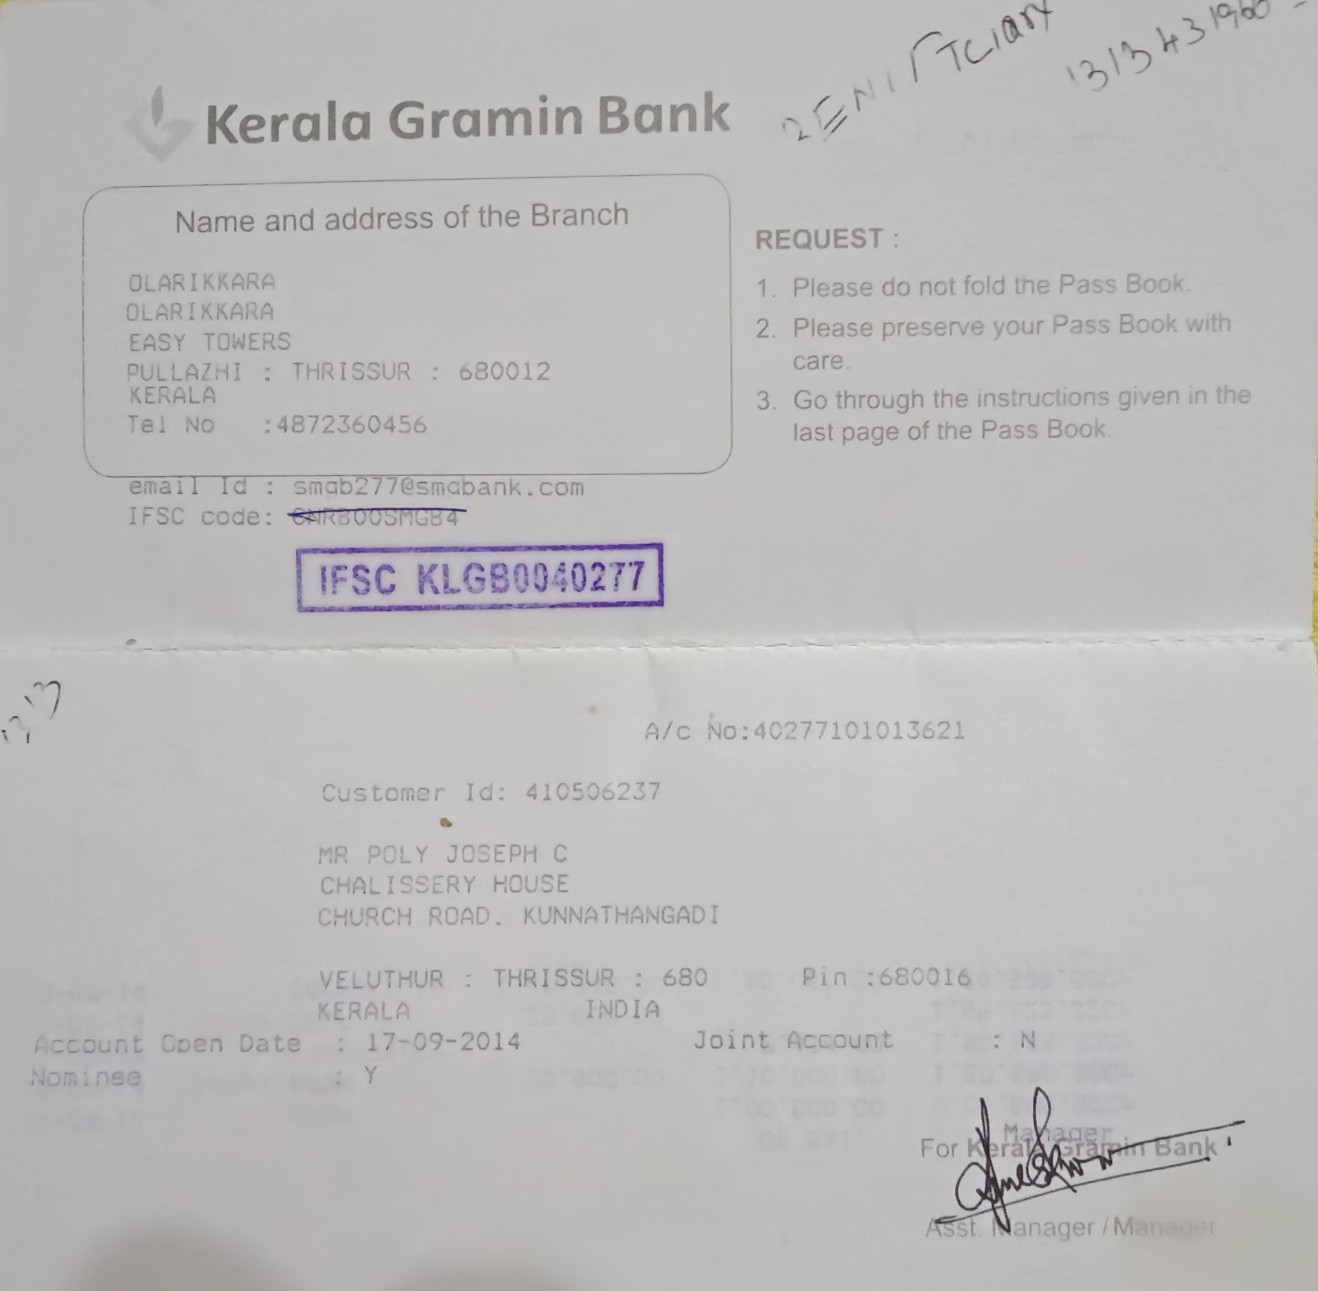 13134 31960
Kerala Gramin Bank
Name and address of the Branch
OLARIKKARA
OLARIKKARA
EASY TOWERS
PULLAZHI : THRISSUR : 680012
KERALA
Tel No :4872360456
email Id : smgb277@smgbank.com
IFSC code: CNRB00SMGB4
IFSC KLGB0040277
REQUEST :
1. Please do not fold the Pass Book.
2. Please preserve your Pass Book with
care.
3. Go through the instructions given in the
last page of the Pass Book.
A/c No:40277101013621
Customer Id: 410506237
MR POLY JOSEPH C
CHALISSERY HOUSE
CHURCH ROAD, KUNNATHANGADI
VELUTHUR : THRISSUR : 680 Pin :680016
KERALA INDIA
Account Open Date : 17-09-2014 Joint Account : N
Nominee : Y
Manager
For Kerala Gramin Bank
Asst. Manager / Manager